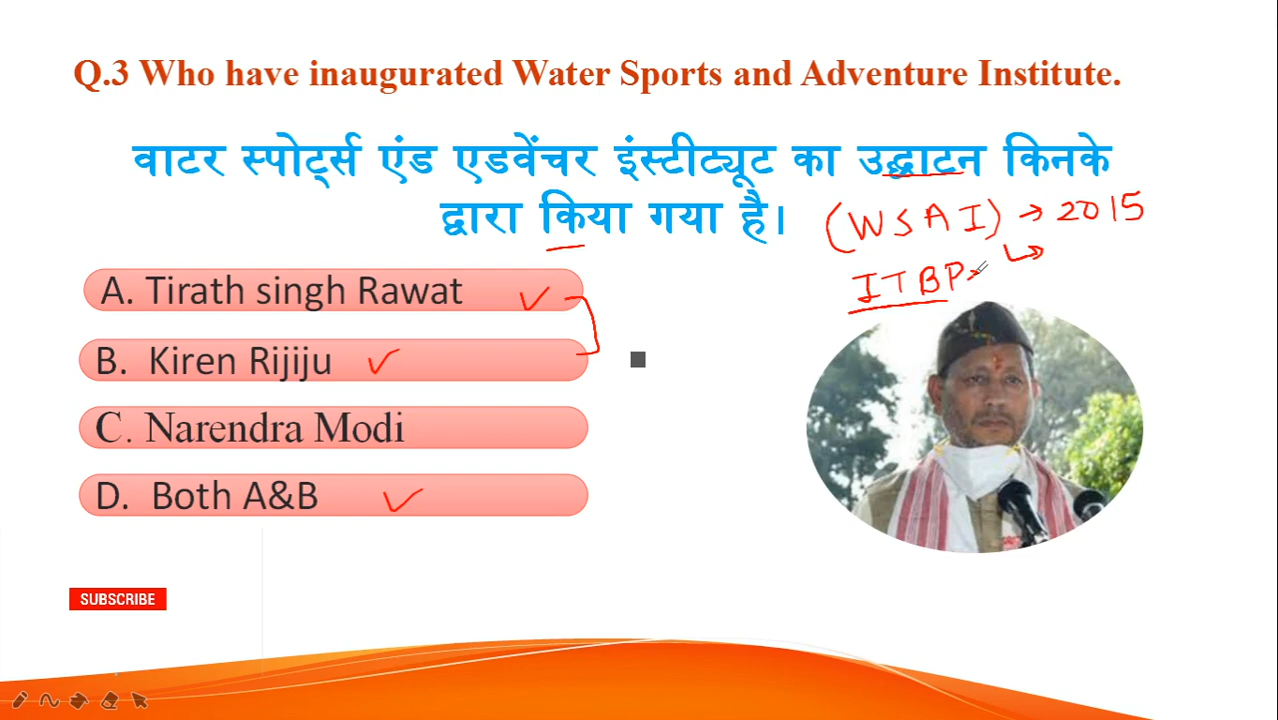 Q.3 Who have inaugurated Water Sports and Adventure Institute.
वाटर स्पोर्ट्स एंड एडवेंचर इंस्टीट्यूट का उद्घाटन किनके
द्वारा किया गया है।
(WSAI) → 2015
ITBP
A. Tirath singh Rawat
B. Kiren Rijiju
C. Narendra Modi
D. Both A&B
SUBSCRIBE